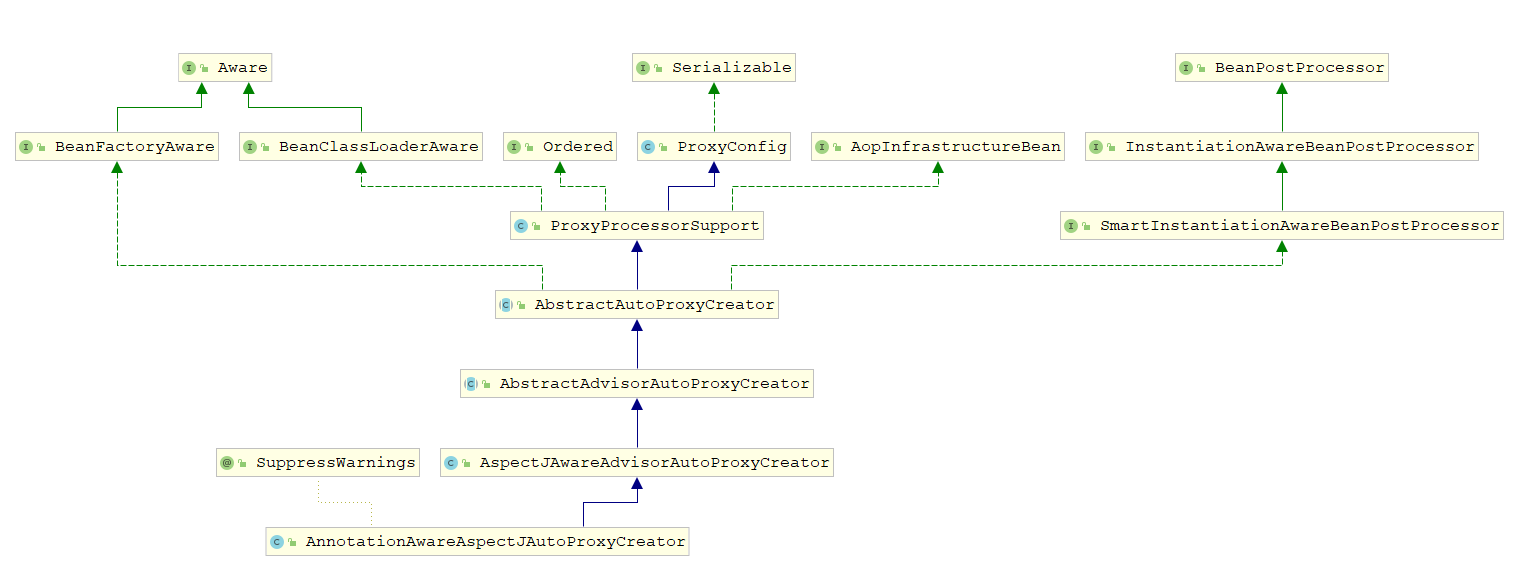 Aware
Serializable
BeanPostProcessor
BeanFactoryAware
BeanClassLoaderAware
Ordered
ProxyConfig
AopInfrastructureBean
InstantiationAwareBeanPostProcessor
ProxyProcessorSupport
SmartInstantiationAwareBeanPostProcessor
AbstractAutoProxyCreator
AbstractAdvisorAutoProxyCreator
SuppressWarnings
AspectJAwareAdvisorAutoProxyCreator
AnnotationAwareAspectJAutoProxyCreator